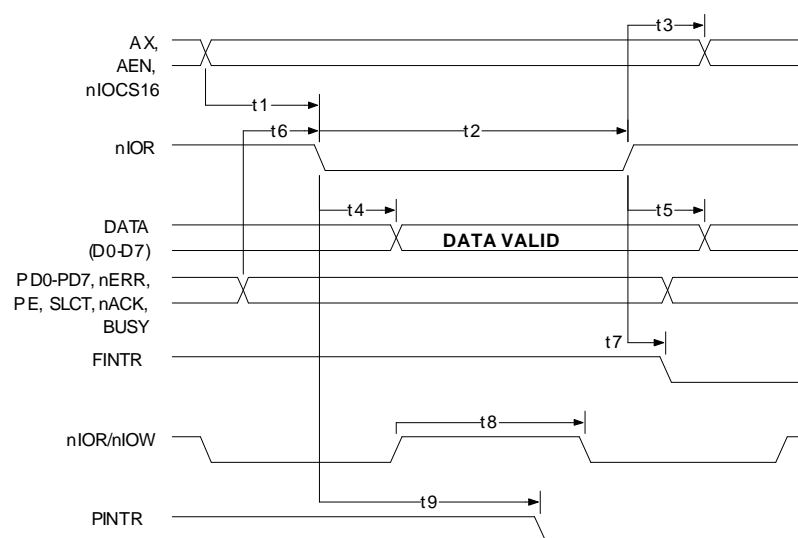 t3
AX,
AEN,
nIOCS16
t1
t6
t2
nIOR
t4
t5
DATA
(D0-D7)
DATA VALID
PD0-PD7, nERR,
PE, SLCT, nACK,
BUSY
t7
FINTR
t8
nIOR/nIOW
t9
PINTR